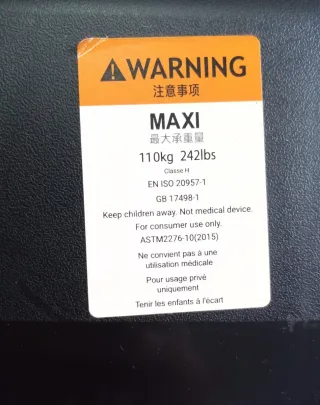 ⚠WARNING
注意事项
MAXI
最大承重量
110kg 242lbs
Classe H
EN ISO 20957-1
GB 17498-1
Keep children away. Not medical device.
For consumer use only.
ASTM2276-10(2015)
Ne convient pas à une
utilisation médicale
Pour usage privé
uniquement
Tenir les enfants à l'écart